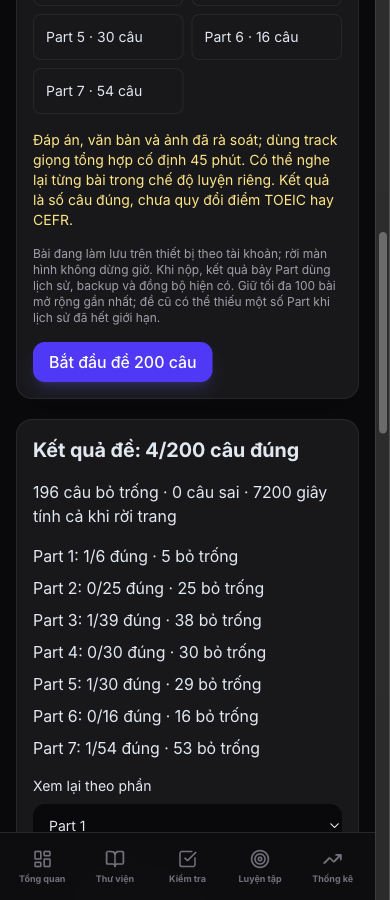 Part 5 · 30 câu
Part 6 · 16 câu
Part 7 · 54 câu
Đáp án, văn bản và ảnh đã rà soát; dùng track
giọng tổng hợp cố định 45 phút. Có thể nghe
lại từng bài trong chế độ luyện riêng. Kết quả
là số câu đúng, chưa quy đổi điểm TOEIC hay
CEFR.
Bài đang làm lưu trên thiết bị theo tài khoản; rời màn
hình không dừng giờ. Khi nộp, kết quả bảy Part dùng
lịch sử, backup và đồng bộ hiện có. Giữ tối đa 100 bài
mở rộng gần nhất; đề cũ có thể thiếu một số Part khi
lịch sử đã hết giới hạn.
Bắt đầu đề 200 câu
Kết quả đề: 4/200 câu đúng
196 câu bỏ trống · 0 câu sai · 7200 giây
tính cả khi rời trang
Part 1: 1/6 đúng · 5 bỏ trống
Part 2: 0/25 đúng · 25 bỏ trống
Part 3: 1/39 đúng · 38 bỏ trống
Part 4: 0/30 đúng · 30 bỏ trống
Part 5: 1/30 đúng · 29 bỏ trống
Part 6: 0/16 đúng · 16 bỏ trống
Part 7: 1/54 đúng · 53 bỏ trống
Xem lại theo phần
Part 1
Tổng quan
Thư viện
Kiểm tra
Luyện tập
Thống kê